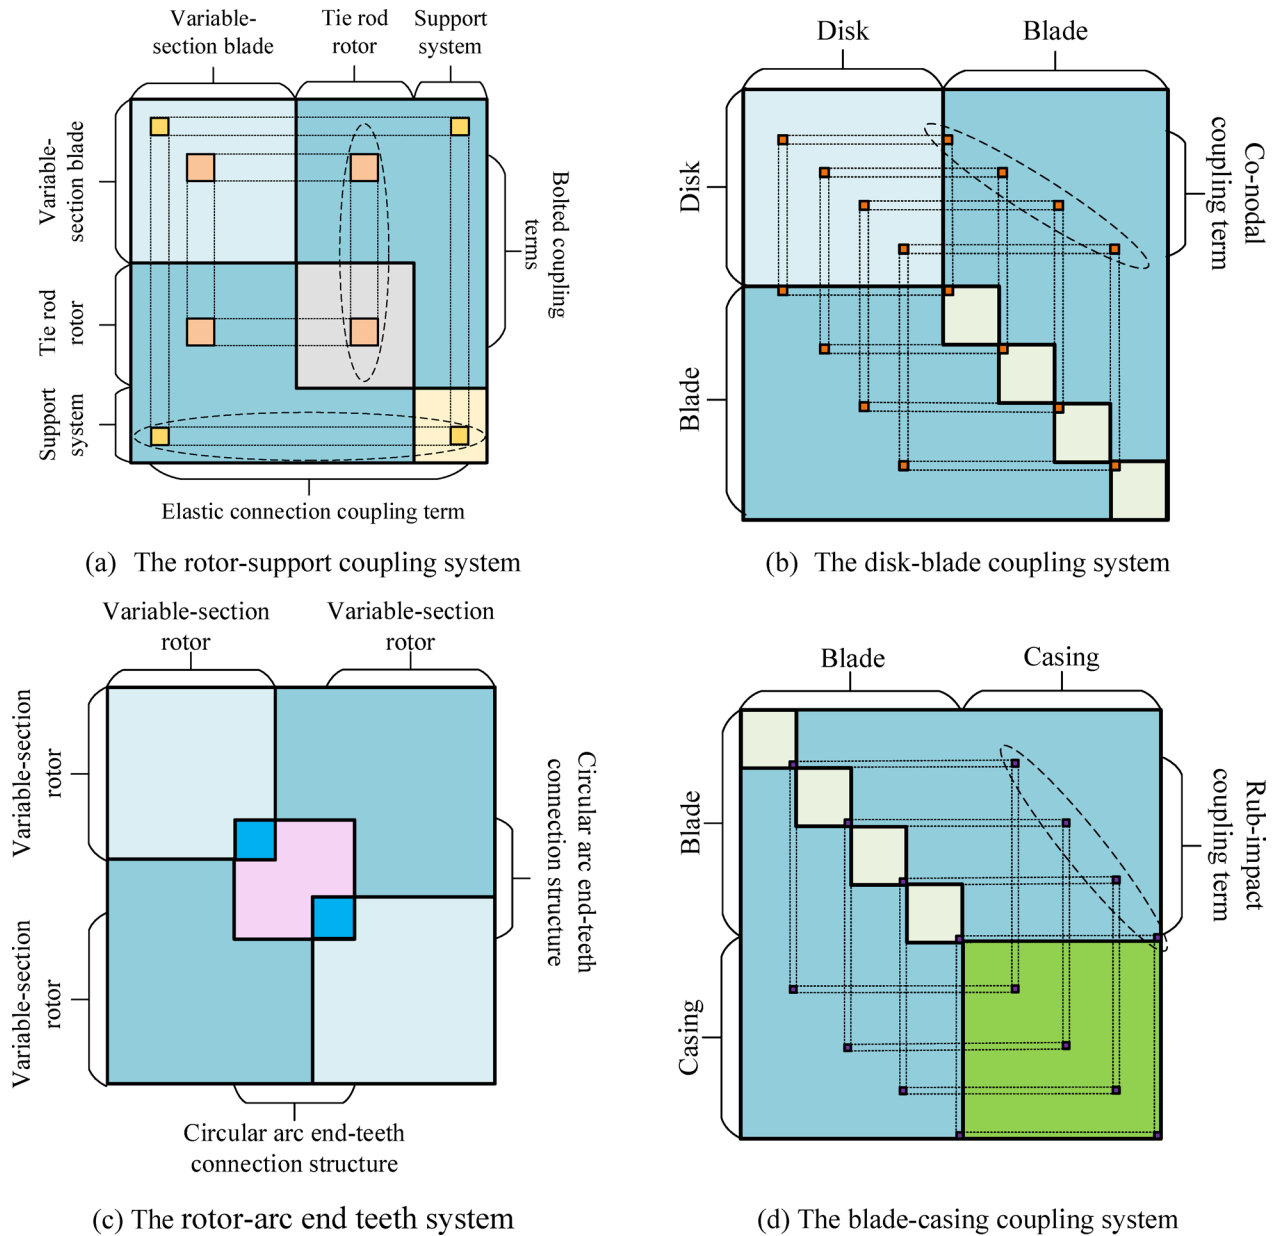 Variable-
section blade
Tie rod
rotor
Support
system
Variable-
section blade
Tie rod
rotor
Support
system
Bolted coupling
terms
Elastic connection coupling term
(a) The rotor-support coupling system
Disk
Blade
Disk
Blade
Co-nodal
coupling term
(b) The disk-blade coupling system
Variable-section
rotor
Variable-section
rotor
Variable-section
rotor
Variable-section
rotor
Circular arc end-teeth
connection structure
Circular arc end-teeth
connection structure
(c) The rotor-arc end teeth system
Blade
Casing
Blade
Casing
Rub-impact
coupling term
(d) The blade-casing coupling system